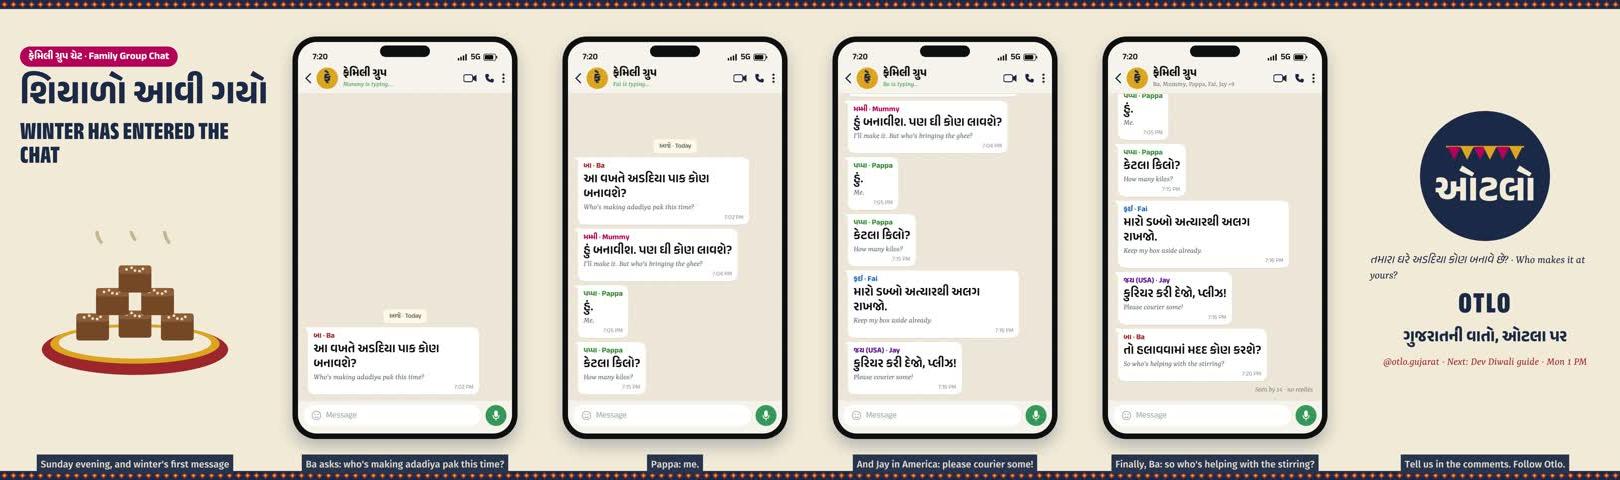 ફેમિલી ગ્રુપ ચેટ · Family Group Chat
શિયાળો આવી ગયો
WINTER HAS ENTERED THE
CHAT
Sunday evening, and winter's first message
7:20
5G
ફે
ફેમિલી ગ્રુપ
Mummy is typing...
આજે · Today
બા · Ba
આ વખતે અડદિયા પાક કોણ
બનાવશે?
Who's making adadiya pak this time?
7:02 PM
Message
Ba asks: who's making adadiya pak this time?
7:20
5G
ફે
ફેમિલી ગ્રુપ
Fai is typing...
આજે · Today
બા · Ba
આ વખતે અડદિયા પાક કોણ
બનાવશે?
Who's making adadiya pak this time?
7:02 PM
મમ્મી · Mummy
હું બનાવીશ. પણ ઘી કોણ લાવશે?
I'll make it. But who's bringing the ghee?
7:04 PM
પપ્પા · Pappa
હું.
Me.
7:05 PM
પપ્પા · Pappa
કેટલા કિલો?
How many kilos?
7:15 PM
Message
Pappa: me.
7:20
5G
ફે
ફેમિલી ગ્રુપ
Ba is typing...
મમ્મી · Mummy
હું બનાવીશ. પણ ઘી કોણ લાવશે?
I'll make it. But who's bringing the ghee?
7:04 PM
પપ્પા · Pappa
હું.
Me.
7:05 PM
પપ્પા · Pappa
કેટલા કિલો?
How many kilos?
7:15 PM
ફઈ · Fai
મારો ડબ્બો અત્યારથી અલગ
રાખજો.
Keep my box aside already.
7:16 PM
જય (USA) · Jay
કુરિયર કરી દેજો, પ્લીઝ!
Please courier some!
7:16 PM
Message
And Jay in America: please courier some!
7:20
5G
ફે
ફેમિલી ગ્રુપ
Ba, Mummy, Pappa, Fai, Jay +9
પપ્પા · Pappa
હું.
Me.
7:05 PM
પપ્પા · Pappa
કેટલા કિલો?
How many kilos?
7:15 PM
ફઈ · Fai
મારો ડબ્બો અત્યારથી અલગ
રાખજો.
Keep my box aside already.
7:16 PM
જય (USA) · Jay
કુરિયર કરી દેજો, પ્લીઝ!
Please courier some!
7:16 PM
બા · Ba
તો હલાવવામાં મદદ કોણ કરશે?
So who's helping with the stirring?
7:20 PM
Seen by 14 · no replies
Message
Finally, Ba: so who's helping with the stirring?
ઓટલો
તમારા ઘરે અડદિયા કોણ બનાવે છે? · Who makes it at
yours?
OTLO
ગુજરાતની વાતો, ઓટલા પર
@otlo.gujarat · Next: Dev Diwali guide · Mon 1 PM
Tell us in the comments. Follow Otlo.